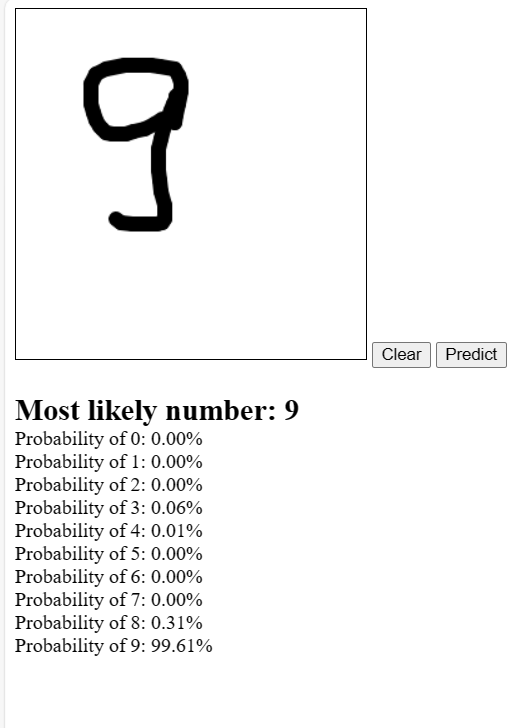 9
Clear Predict
Most likely number: 9
Probability of 0: 0.00%
Probability of 1: 0.00%
Probability of 2: 0.00%
Probability of 3: 0.06%
Probability of 4: 0.01%
Probability of 5: 0.00%
Probability of 6: 0.00%
Probability of 7: 0.00%
Probability of 8: 0.31%
Probability of 9: 99.61%